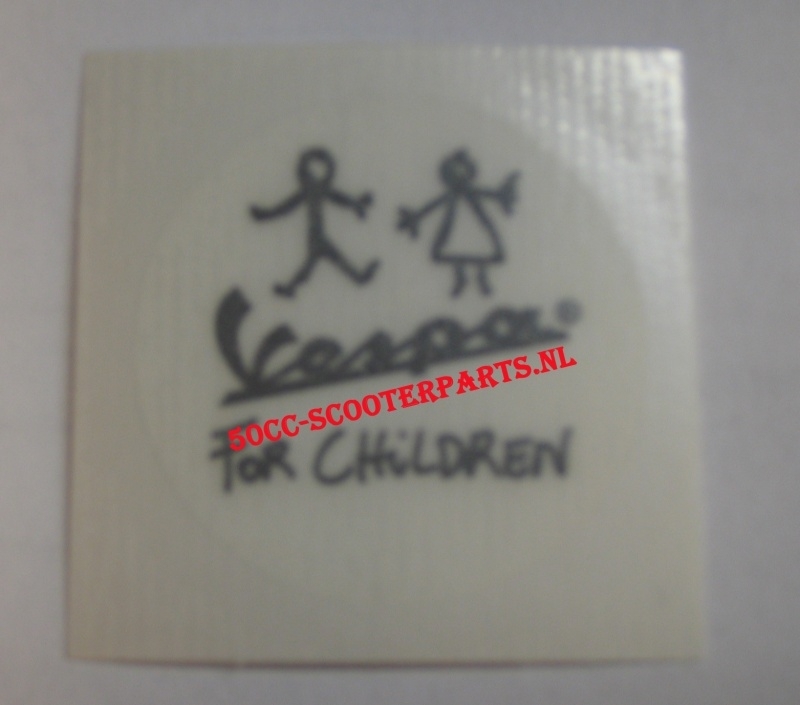 Vespa®
50CC-SCOOTERPARTS.NL
FOR CHiLDREN